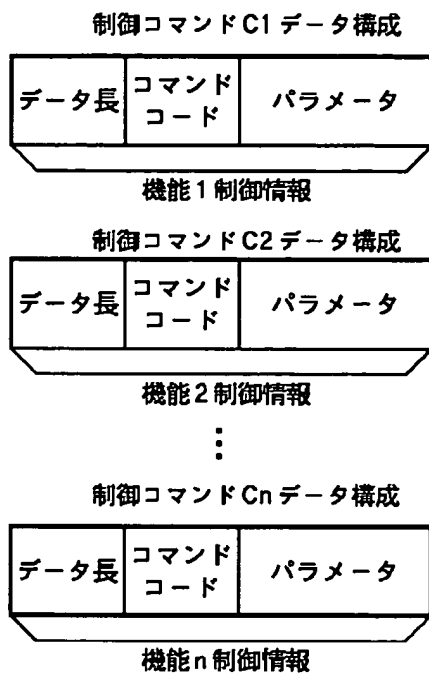 制御コマンドC1データ構成
データ長
コマンド
コード
パラメータ
機能1制御情報
制御コマンドC2データ構成
データ長
コマンド
コード
パラメータ
機能2制御情報
⋮
制御コマンドCnデータ構成
データ長
コマンド
コード
パラメータ
機能n制御情報